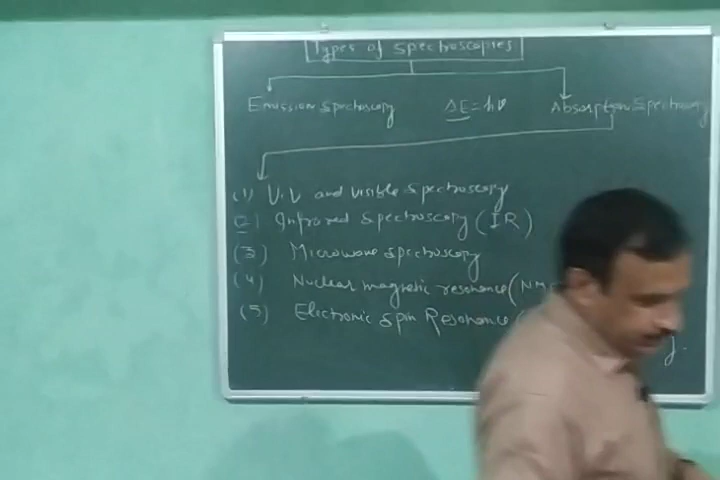 Types of Spectroscopies
Emission Spectroscopy ΔE=hν Absorption Spectroscopy
(1) U.V and visible Spectroscopy
(2) Infrared Spectroscopy (IR)
(3) Microwave Spectroscopy
(4) Nuclear magnetic resonance (NM
(5) Electronic Spin Resonance (
y.